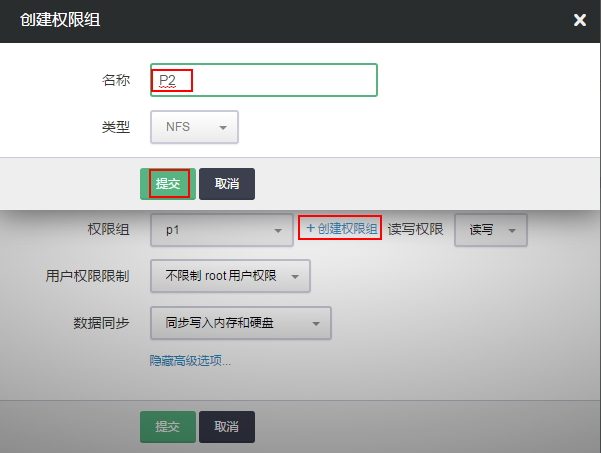 创建权限组
名称 P2
类型 NFS
提交 取消
权限组 p1 +创建权限组 读写权限 读写
用户权限限制 不限制 root 用户权限
数据同步 同步写入内存和硬盘
隐藏高级选项...
提交 取消